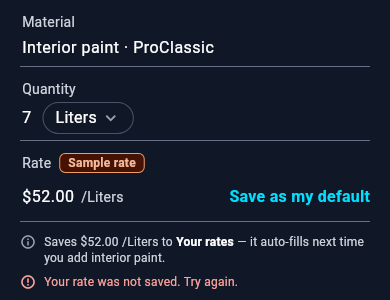 Material
Interior paint · ProClassic
Quantity
7 Liters
Rate Sample rate
$52.00 /Liters Save as my default
Saves $52.00 /Liters to Your rates — it auto-fills next time
you add interior paint.
Your rate was not saved. Try again.